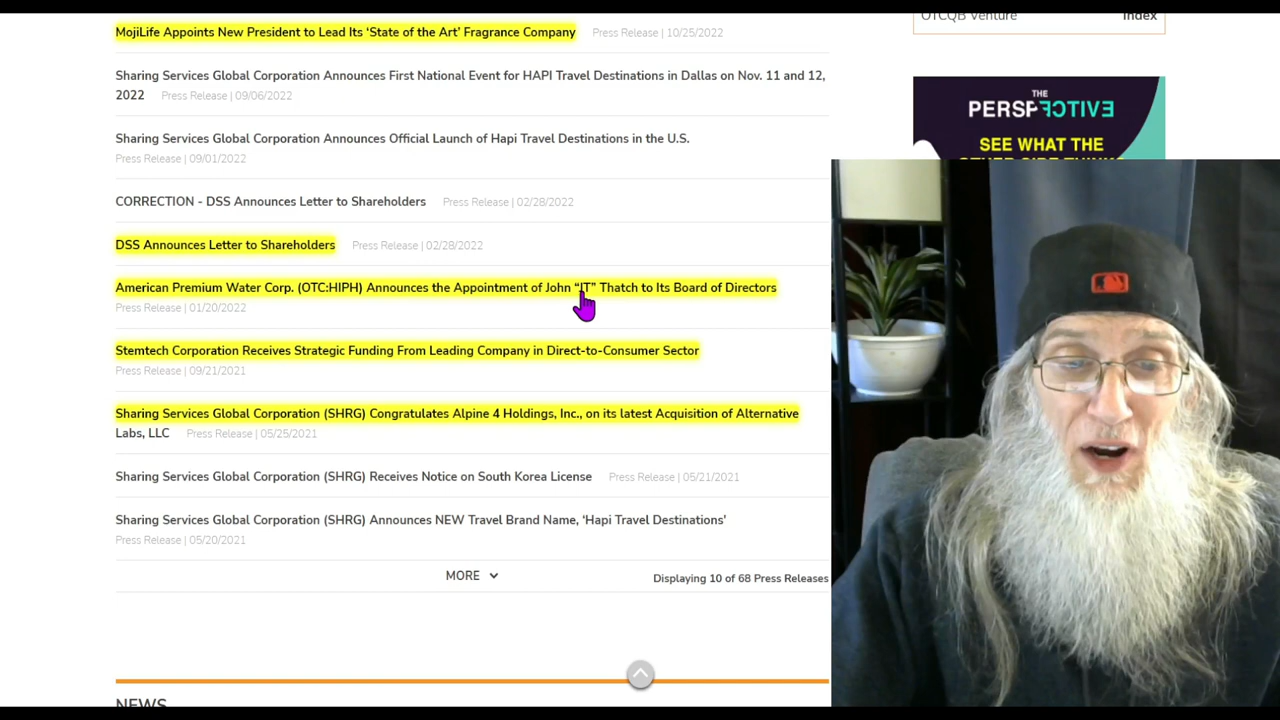 OTCQB Venture
Index
MojiLife Appoints New President to Lead Its ‘State of the Art’ Fragrance Company Press Release | 10/25/2022
Sharing Services Global Corporation Announces First National Event for HAPI Travel Destinations in Dallas on Nov. 11 and 12,
2022 Press Release | 09/06/2022
Sharing Services Global Corporation Announces Official Launch of Hapi Travel Destinations in the U.S.
Press Release | 09/01/2022
CORRECTION - DSS Announces Letter to Shareholders Press Release | 02/28/2022
DSS Announces Letter to Shareholders Press Release | 02/28/2022
American Premium Water Corp. (OTC:HIPH) Announces the Appointment of John “JT” Thatch to Its Board of Directors
Press Release | 01/20/2022
Stemtech Corporation Receives Strategic Funding From Leading Company in Direct-to-Consumer Sector
Press Release | 09/21/2021
Sharing Services Global Corporation (SHRG) Congratulates Alpine 4 Holdings, Inc., on its latest Acquisition of Alternative
Labs, LLC Press Release | 05/25/2021
Sharing Services Global Corporation (SHRG) Receives Notice on South Korea License Press Release | 05/21/2021
Sharing Services Global Corporation (SHRG) Announces NEW Travel Brand Name, ‘Hapi Travel Destinations’
Press Release | 05/20/2021
MORE
Displaying 10 of 68 Press Releases
NEWS
THE
PERSPECTIVE
SEE WHAT THE